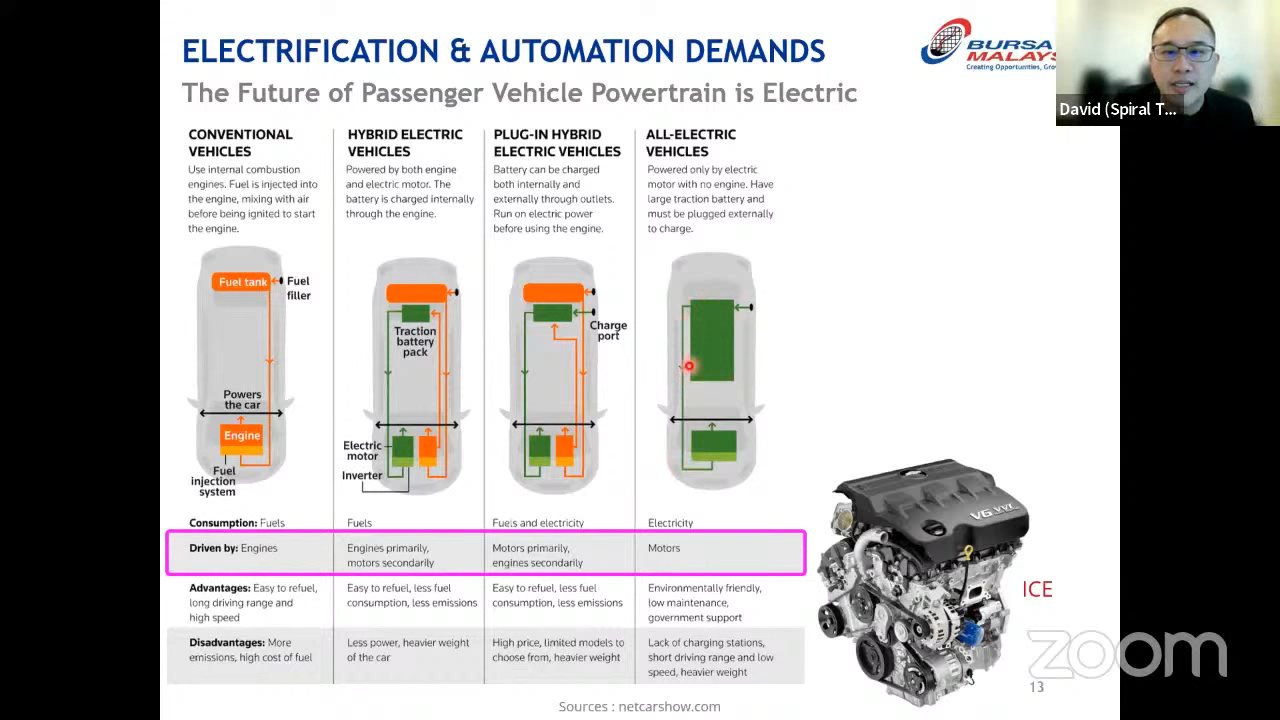 ELECTRIFICATION & AUTOMATION DEMANDS
The Future of Passenger Vehicle Powertrain is Electric
BURSA
MALAYS
Creating Opportunities, Grow
David (Spiral T...
CONVENTIONAL
VEHICLES
Use internal combustion
engines. Fuel is injected into
the engine, mixing with air
before being ignited to start
the engine.
HYBRID ELECTRIC
VEHICLES
Powered by both engine
and electric motor. The
battery is charged internally
through the engine.
PLUG-IN HYBRID
ELECTRIC VEHICLES
Battery can be charged
both internally and
externally through outlets.
Run on electric power
before using the engine.
ALL-ELECTRIC
VEHICLES
Powered only by electric
motor with no engine. Have
large traction battery and
must be plugged externally
to charge.
Fuel tank
Fuel
filler
Powers
the car
Engine
Fuel
injection
system
Traction
battery
pack
Electric
motor
Inverter
Charge
port
Consumption: Fuels
Fuels
Fuels and electricity
Electricity
Driven by: Engines
Engines primarily,
motors secondarily
Motors primarily,
engines secondarily
Motors
Advantages: Easy to refuel,
long driving range and
high speed
Easy to refuel, less fuel
consumption, less emissions
Easy to refuel, less fuel
consumption, less emissions
Environmentally friendly,
low maintenance,
government support
Disadvantages: More
emissions, high cost of fuel
Less power, heavier weight
of the car
High price, limited models to
choose from, heavier weight
Lack of charging stations,
short driving range and low
speed, heavier weight
V6 VVT
ICE
zoom
13
Sources : netcarshow.com